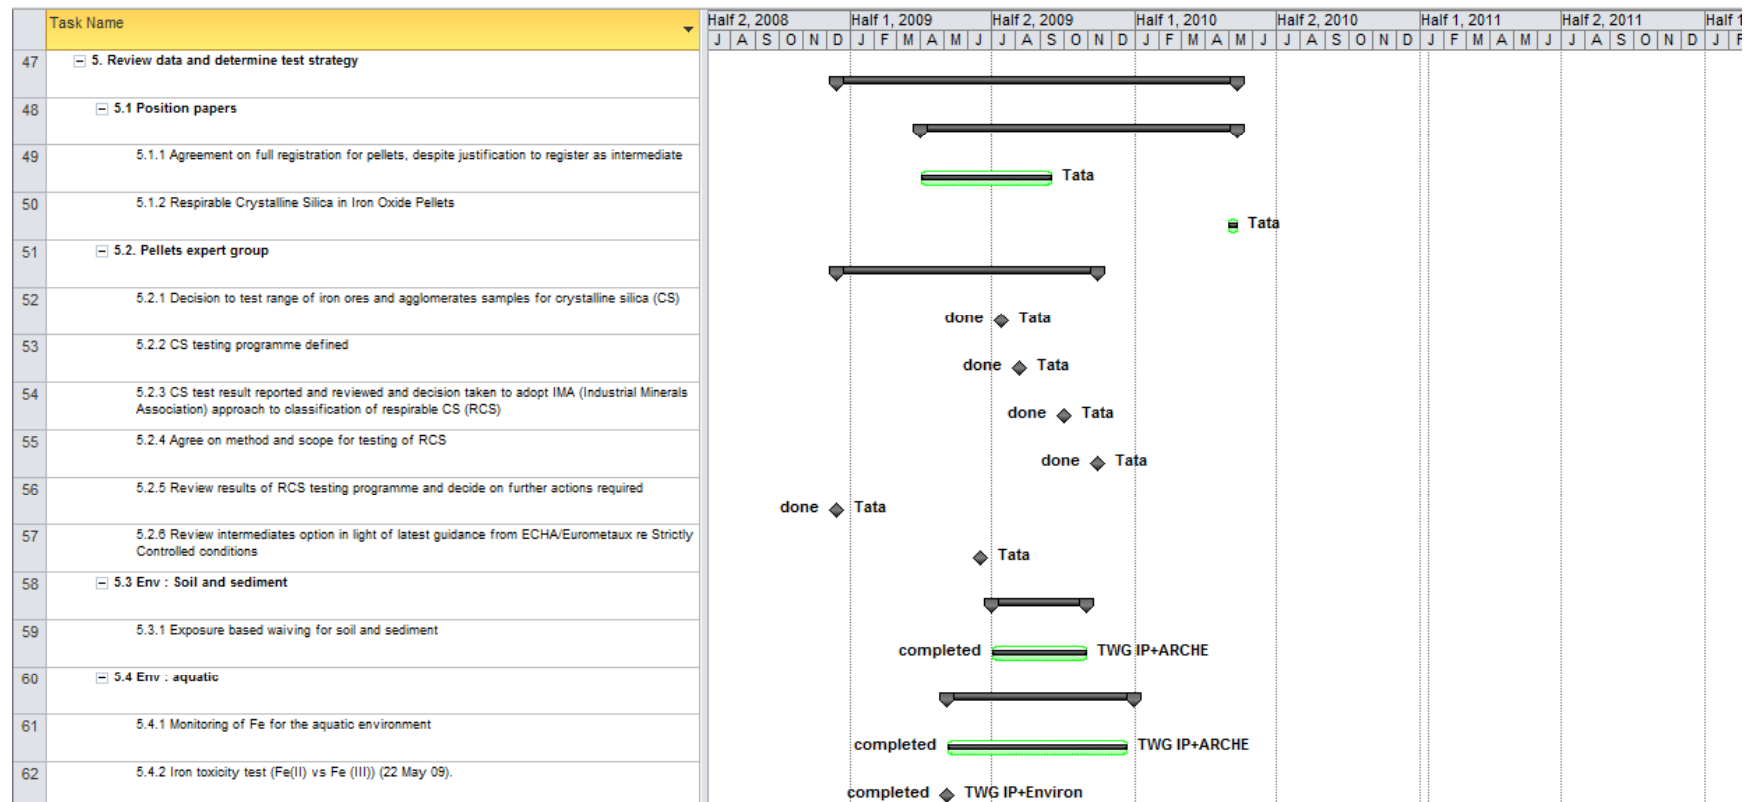 Task Name
Half 2, 2008 Half 1, 2009 Half 2, 2009 Half 1, 2010 Half 2, 2010 Half 1, 2011 Half 2, 2011 Half 1
J A S O N D J F M A M J J A S O N D J F M A M J J A S O N D J F M A M J J A S O N D J F
47 5. Review data and determine test strategy
48 5.1 Position papers
49 5.1.1 Agreement on full registration for pellets, despite justification to register as intermediate
Tata
50 5.1.2 Respirable Crystalline Silica in Iron Oxide Pellets
Tata
51 5.2. Pellets expert group
52 5.2.1 Decision to test range of iron ores and agglomerates samples for crystalline silica (CS)
done Tata
53 5.2.2 CS testing programme defined
done Tata
54 5.2.3 CS test result reported and reviewed and decision taken to adopt IMA (Industrial Minerals
Association) approach to classification of respirable CS (RCS)
done Tata
55 5.2.4 Agree on method and scope for testing of RCS
done Tata
56 5.2.5 Review results of RCS testing programme and decide on further actions required
done Tata
57 5.2.6 Review intermediates option in light of latest guidance from ECHA/Eurometaux re Strictly
Controlled conditions
Tata
58 5.3 Env : Soil and sediment
59 5.3.1 Exposure based waiving for soil and sediment
completed TWG IP+ARCHE
60 5.4 Env : aquatic
61 5.4.1 Monitoring of Fe for the aquatic environment
completed TWG IP+ARCHE
62 5.4.2 Iron toxicity test (Fe(II) vs Fe (III)) (22 May 09).
completed TWG IP+Environ